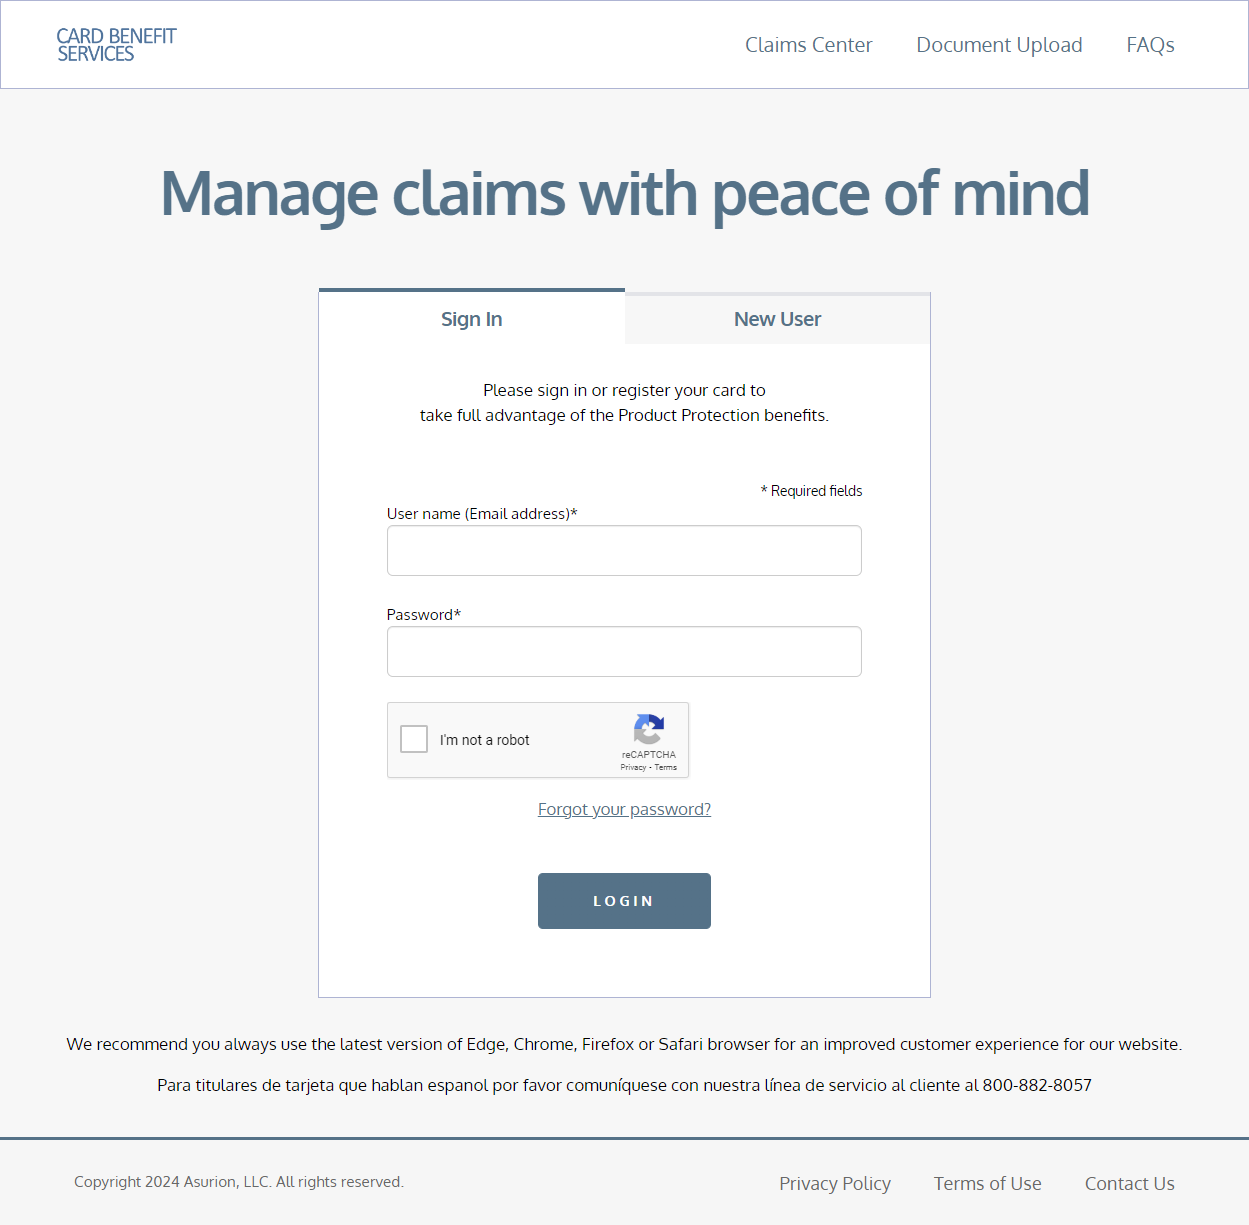 CARD BENEFIT
SERVICES
Claims Center
Document Upload
FAQs
Manage claims with peace of mind
Sign In
New User
Please sign in or register your card to
take full advantage of the Product Protection benefits.
* Required fields
User name (Email address)*
Password*
I'm not a robot
reCAPTCHA
Privacy - Terms
Forgot your password?
LOGIN
We recommend you always use the latest version of Edge, Chrome, Firefox or Safari browser for an improved customer experience for our website.
Para titulares de tarjeta que hablan espanol por favor comuníquese con nuestra línea de servicio al cliente al 800-882-8057
Copyright 2024 Asurion, LLC. All rights reserved.
Privacy Policy
Terms of Use
Contact Us